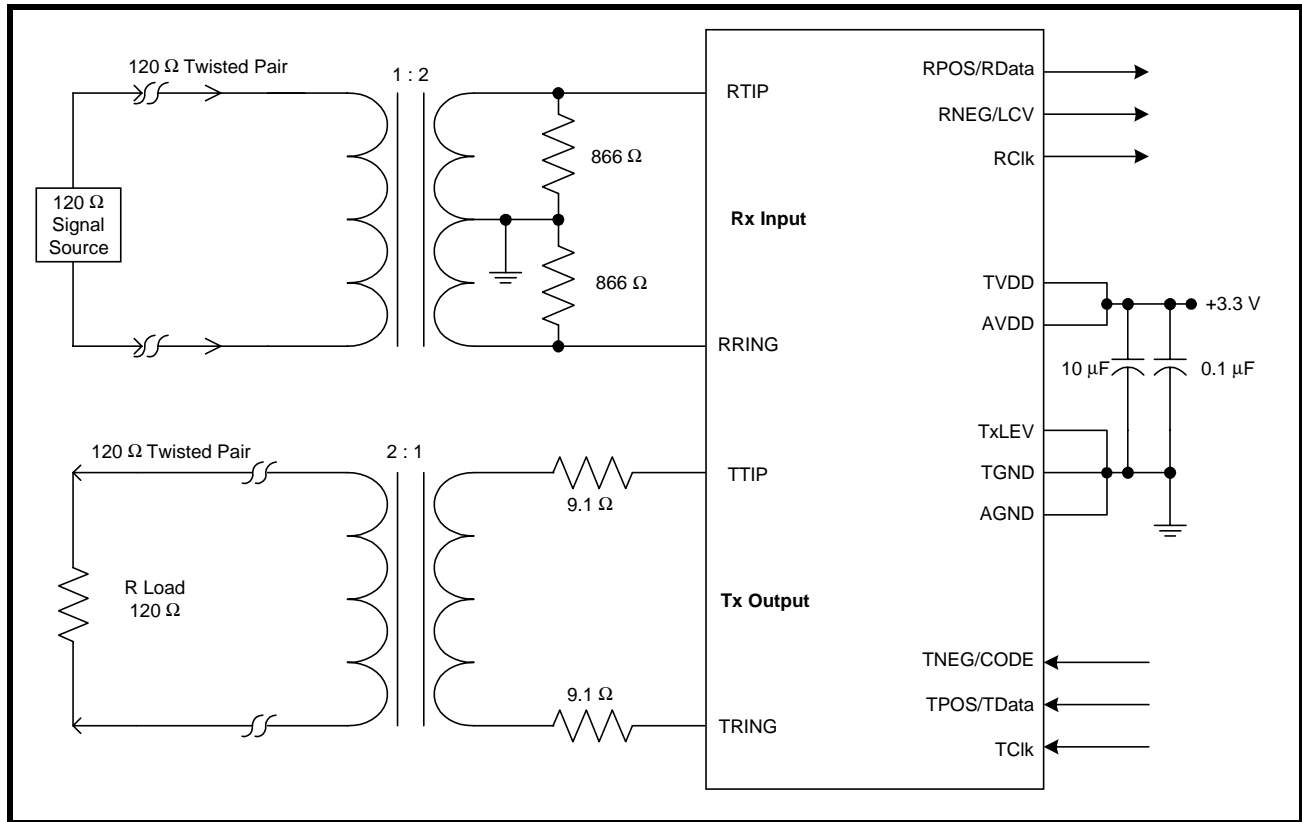 120 Ω Twisted Pair
1 : 2
120 Ω
Signal
Source
866 Ω
866 Ω
RTIP
Rx Input
RRING
RPOS/RData
RNEG/LCV
RClk
TVDD
AVDD
+3.3 V
10 μF
0.1 μF
TxLEV
TGND
AGND
120 Ω Twisted Pair
2 : 1
R Load
120 Ω
9.1 Ω
9.1 Ω
TTIP
Tx Output
TRING
TNEG/CODE
TPOS/TData
TClk